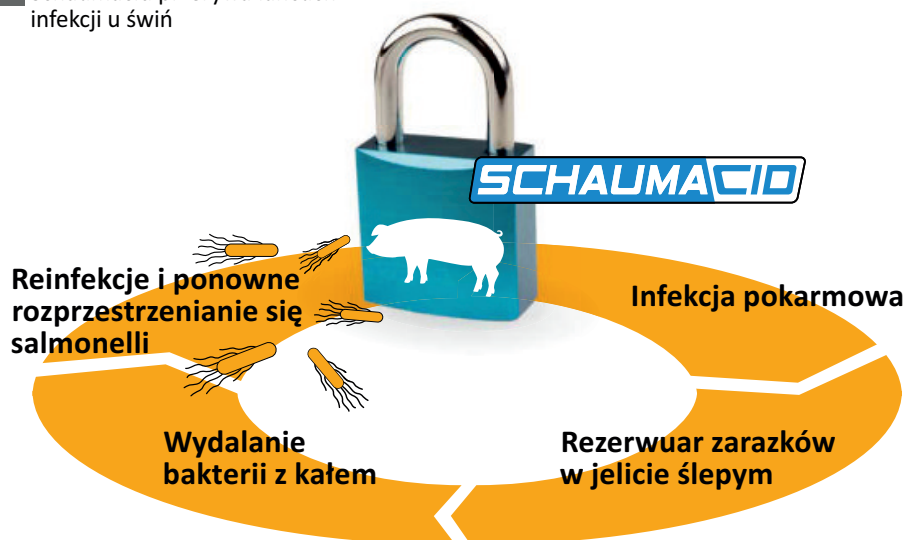 infekcji u świń
SCHAUMACID
Reinfekcje i ponowne
rozprzestrzenianie się
salmonelli
Infekcja pokarmowa
Wydalanie
bakterii z kałem
Rezerwuar zarazków
w jelicie ślepym